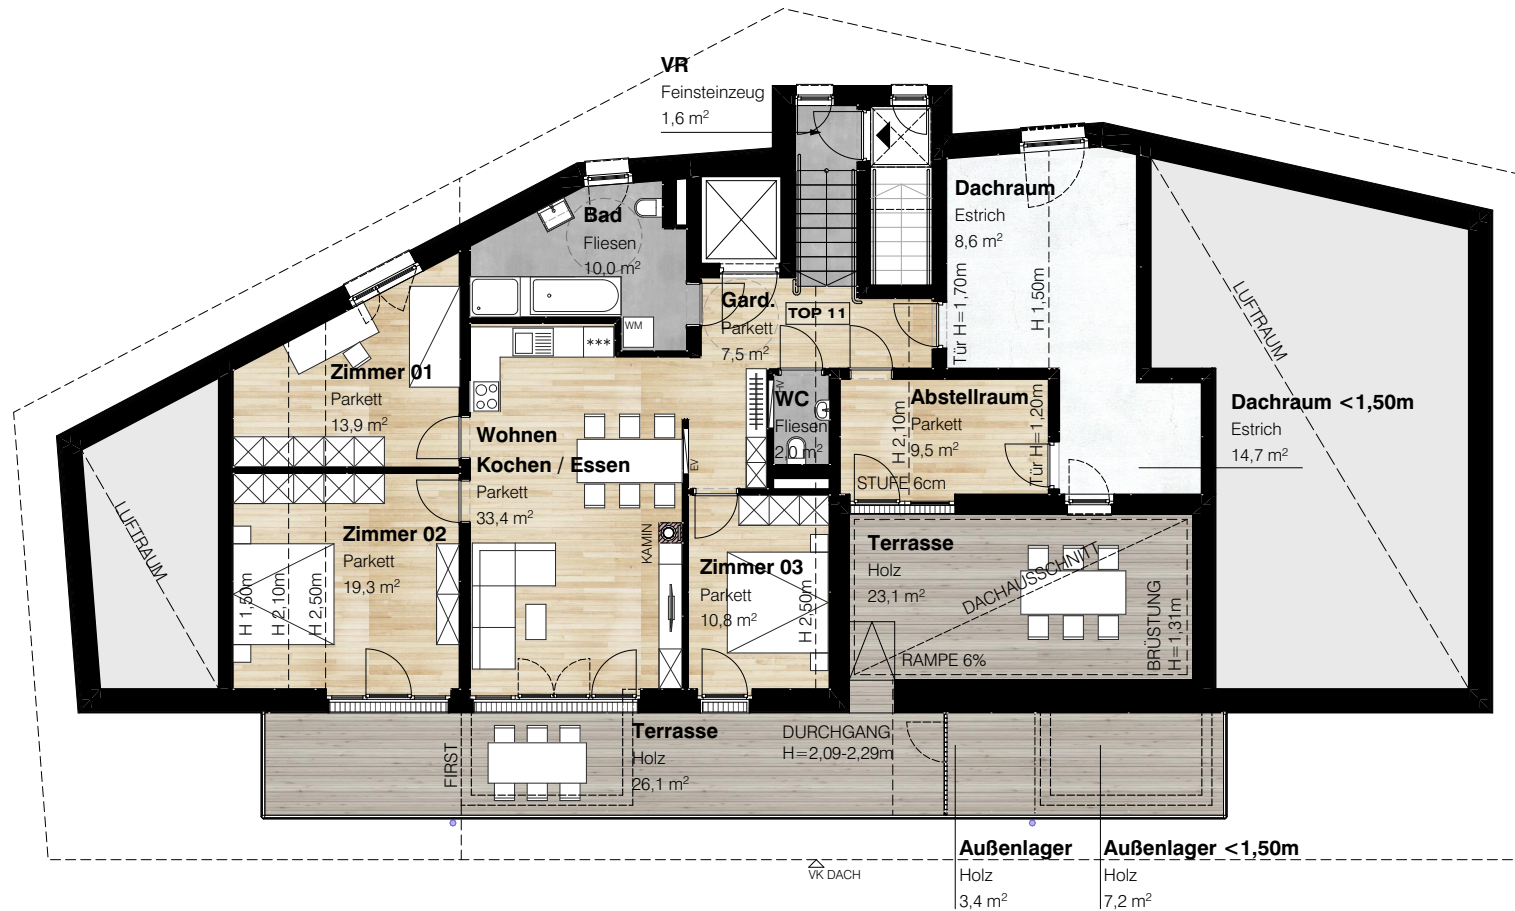 VR
Feinsteinzeug
1,6 m²
Bad
Fliesen
10,0 m²
WM
Gard.
Parkett
7,5 m²
TOP 11
Dachraum
Estrich
8,6 m²
Tür H=1,70m
H 1,50m
LUFTRAUM
Zimmer 01
Parkett
13,9 m²
***
Wohnen
Kochen / Essen
Parkett
33,4 m²
EV
HV
WC
Fliesen
2,0 m²
Abstellraum
Parkett
9,5 m²
H 2,10m
Tür H=1,20m
STUFE 6cm
Dachraum <1,50m
Estrich
14,7 m²
LUFTRAUM
Zimmer 02
Parkett
19,3 m²
H 1,50m
H 2,10m
H 2,50m
KAMIN
Zimmer 03
Parkett
10,8 m²
H 2,50m
Terrasse
Holz
23,1 m²
DACHAUSSCHNITT
BRÜSTUNG
H=1,31m
RAMPE 6%
FIRST
Terrasse
Holz
26,1 m²
DURCHGANG
H=2,09-2,29m
VK DACH
Außenlager
Holz
3,4 m²
Außenlager <1,50m
Holz
7,2 m²